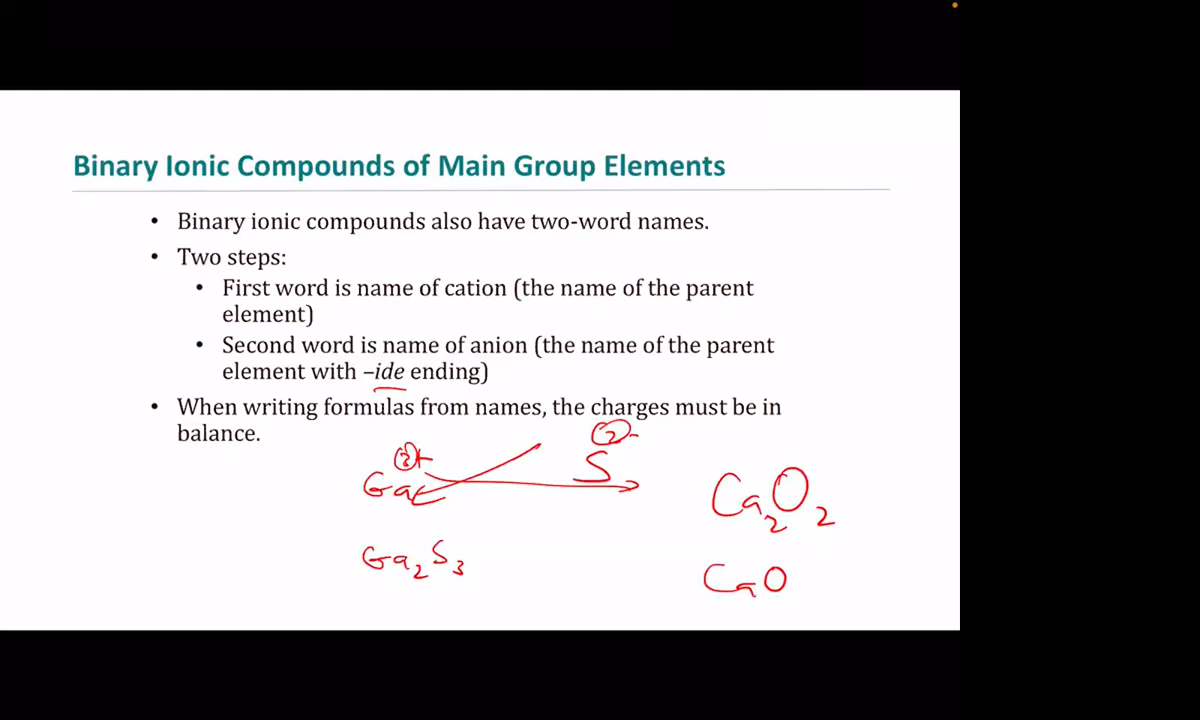 Binary Ionic Compounds of Main Group Elements
• Binary ionic compounds also have two-word names.
• Two steps:
• First word is name of cation (the name of the parent
element)
• Second word is name of anion (the name of the parent
element with –ide ending)
• When writing formulas from names, the charges must be in
balance.
3+ 2-
Ga S
Ca₂O₂
Ga₂S₃
CaO